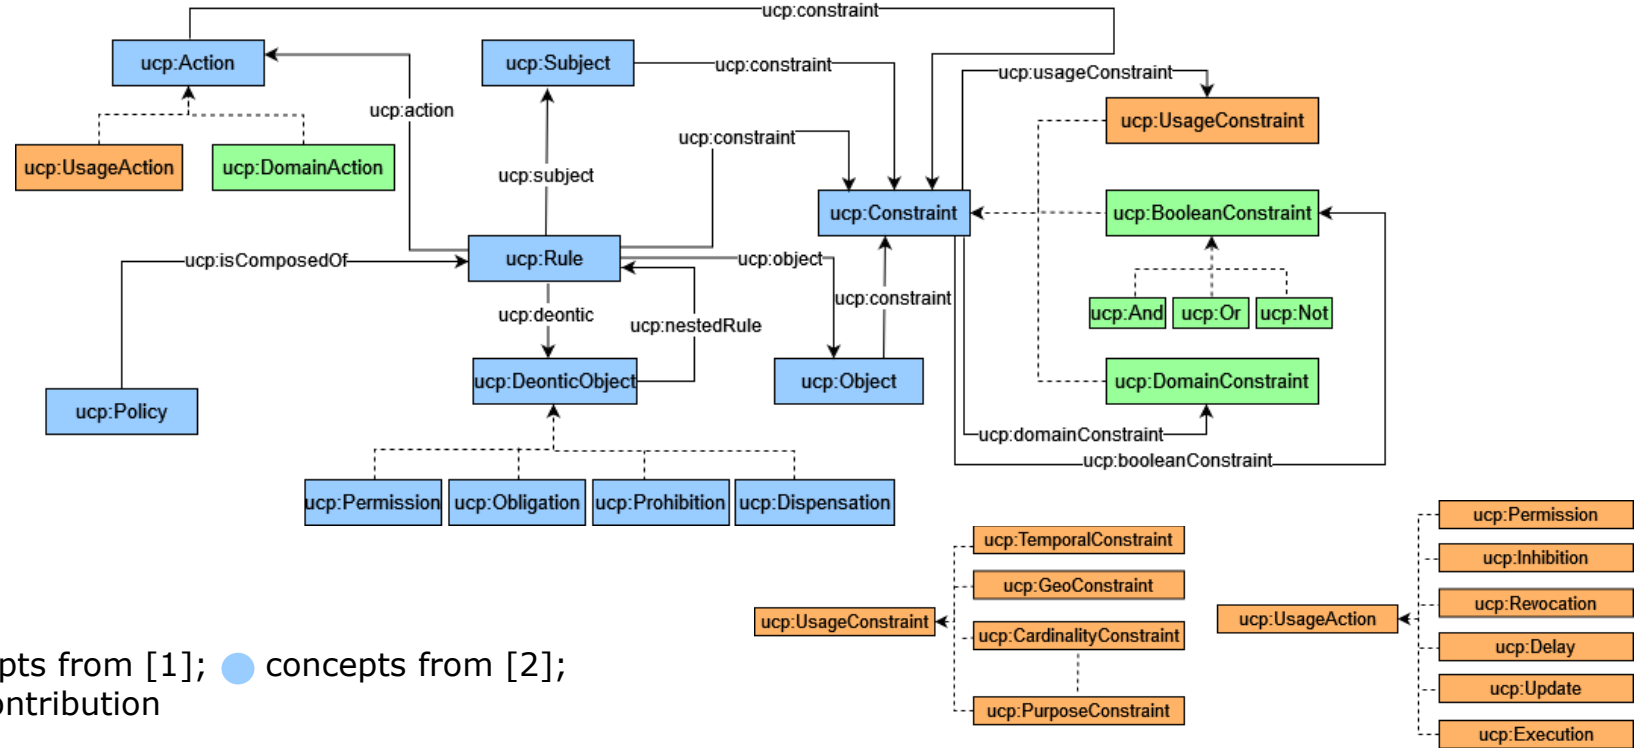 ucp:constraint
ucp:Action
ucp:Subject
ucp:constraint
ucp:usageConstraint
ucp:action
ucp:UsageConstraint
ucp:constraint
ucp:UsageAction
ucp:DomainAction
ucp:subject
ucp:Constraint
ucp:BooleanConstraint
ucp:isComposedOf
ucp:Rule
ucp:object
ucp:constraint
ucp:deontic
ucp:nestedRule
ucp:And
ucp:Or
ucp:Not
ucp:Policy
ucp:DeonticObject
ucp:Object
ucp:DomainConstraint
ucp:domainConstraint
ucp:booleanConstraint
ucp:Permission
ucp:Obligation
ucp:Prohibition
ucp:Dispensation
ucp:UsageConstraint
ucp:TemporalConstraint
ucp:GeoConstraint
ucp:CardinalityConstraint
ucp:PurposeConstraint
ucp:UsageAction
ucp:Permission
ucp:Inhibition
ucp:Revocation
ucp:Delay
ucp:Update
ucp:Execution
pts from [1]; concepts from [2];
ontribution